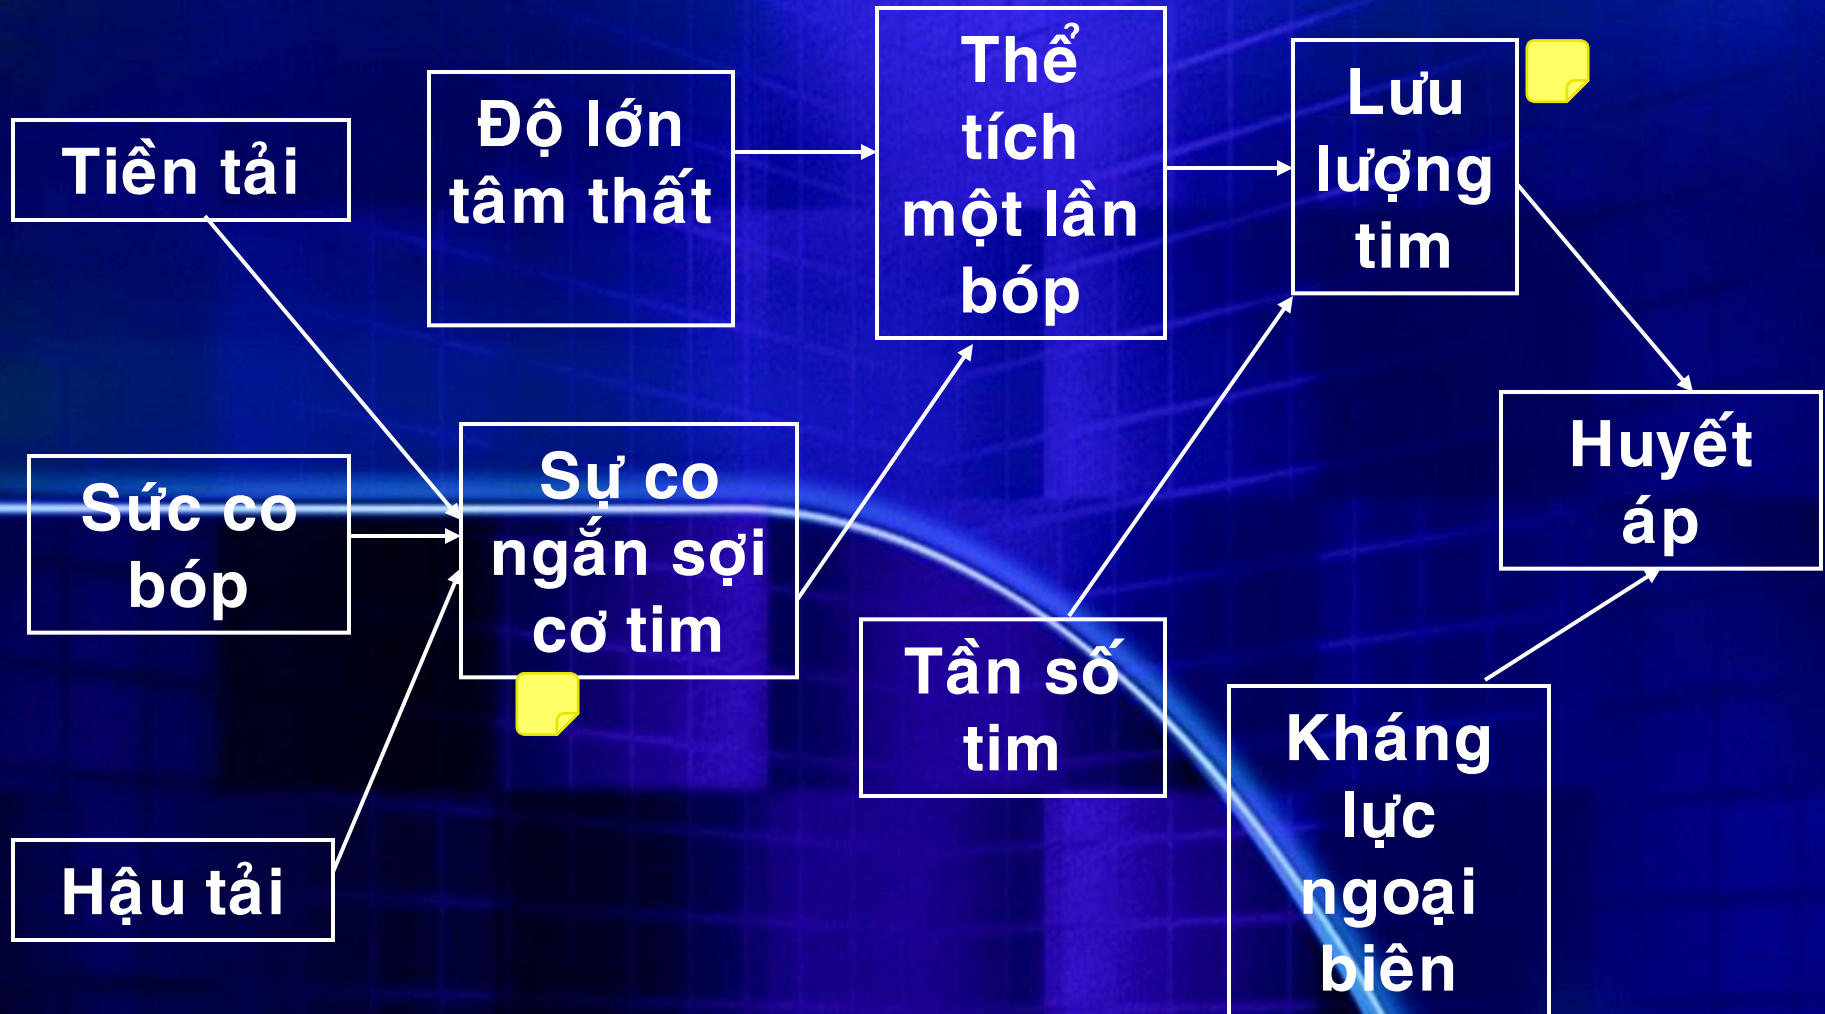 Tiền tải
Độ lớn
tâm thất
Thể
tích
một lần
bóp
Lưu
lượng
tim
Sức co
bóp
Sự co
ngắn sợi
cơ tim
Huyết
áp
Tần số
tim
Hậu tải
Kháng
lực
ngoại
biên